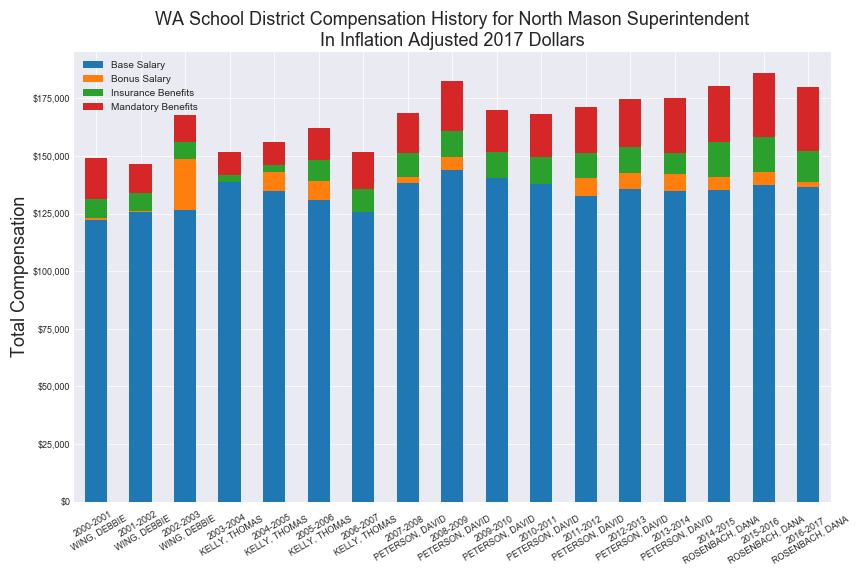 WA School District Compensation History for North Mason Superintendent
In Inflation Adjusted 2017 Dollars
Base Salary
Bonus Salary
Insurance Benefits
Mandatory Benefits
Total Compensation
$175,000
$150,000
$125,000
$100,000
$75,000
$50,000
$25,000
$0
2000-2001
WING, DEBBIE
2001-2002
WING, DEBBIE
2002-2003
WING, DEBBIE
2003-2004
KELLY, THOMAS
2004-2005
KELLY, THOMAS
2005-2006
KELLY, THOMAS
2006-2007
KELLY, THOMAS
2007-2008
PETERSON, DAVID
2008-2009
PETERSON, DAVID
2009-2010
PETERSON, DAVID
2010-2011
PETERSON, DAVID
2011-2012
PETERSON, DAVID
2012-2013
PETERSON, DAVID
2013-2014
PETERSON, DAVID
2014-2015
ROSENBACH, DANA
2015-2016
ROSENBACH, DANA
2016-2017
ROSENBACH, DANA